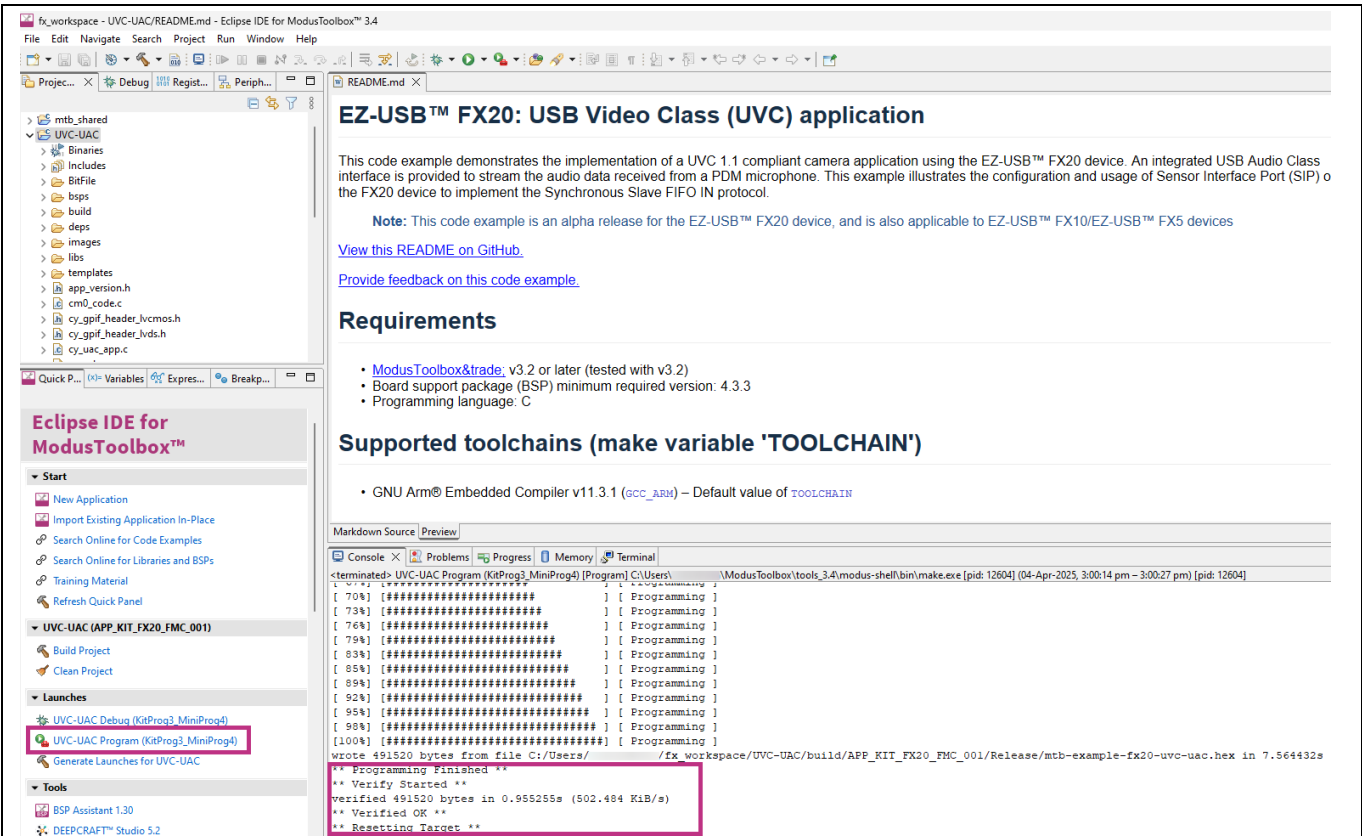 fx_workspace - UVC-UAC/README.md - Eclipse IDE for ModusToolbox™ 3.4
File Edit Navigate Search Project Run Window Help
Projec... Debug Regist... Periph...
mtb_shared
UVC-UAC
Binaries
Includes
BitFile
bsps
build
deps
images
libs
templates
app_version.h
cm0_code.c
cy_gpif_header_lvcmos.h
cy_gpif_header_lvds.h
cy_uac_app.c
Quick P... (x)= Variables Expres... Breakp...
Eclipse IDE for
ModusToolbox™
Start
New Application
Import Existing Application In-Place
Search Online for Code Examples
Search Online for Libraries and BSPs
Training Material
Refresh Quick Panel
UVC-UAC (APP_KIT_FX20_FMC_001)
Build Project
Clean Project
Launches
UVC-UAC Debug (KitProg3_MiniProg4)
UVC-UAC Program (KitProg3_MiniProg4)
Generate Launches for UVC-UAC
Tools
BSP Assistant 1.30
DEEPCRAFT™ Studio 5.2
README.md
EZ-USB™ FX20: USB Video Class (UVC) application
This code example demonstrates the implementation of a UVC 1.1 compliant camera application using the EZ-USB™ FX20 device. An integrated USB Audio Class
interface is provided to stream the audio data received from a PDM microphone. This example illustrates the configuration and usage of Sensor Interface Port (SIP) o
the FX20 device to implement the Synchronous Slave FIFO IN protocol.
Note: This code example is an alpha release for the EZ-USB™ FX20 device, and is also applicable to EZ-USB™ FX10/EZ-USB™ FX5 devices
View this README on GitHub.
Provide feedback on this code example.
Requirements
• ModusToolbox&trade; v3.2 or later (tested with v3.2)
• Board support package (BSP) minimum required version: 4.3.3
• Programming language: C
Supported toolchains (make variable 'TOOLCHAIN')
• GNU Arm® Embedded Compiler v11.3.1 (GCC_ARM) – Default value of TOOLCHAIN
Markdown Source Preview
Console Problems Progress Memory Terminal
<terminated> UVC-UAC Program (KitProg3_MiniProg4) [Program] C:\Users\ \ModusToolbox\tools_3.4\modus-shell\bin\make.exe [pid: 12604] (04-Apr-2025, 3:00:14 pm – 3:00:27 pm) [pid: 12604]
[ 70%] [###################### ] [ Programming ]
[ 73%] [####################### ] [ Programming ]
[ 76%] [######################## ] [ Programming ]
[ 79%] [######################### ] [ Programming ]
[ 83%] [########################## ] [ Programming ]
[ 85%] [########################### ] [ Programming ]
[ 89%] [############################ ] [ Programming ]
[ 92%] [############################# ] [ Programming ]
[ 95%] [############################## ] [ Programming ]
[ 98%] [############################### ] [ Programming ]
[100%] [################################] [ Programming ]
wrote 491520 bytes from file C:/Users/ /fx_workspace/UVC-UAC/build/APP_KIT_FX20_FMC_001/Release/mtb-example-fx20-uvc-uac.hex in 7.564432s
** Programming Finished **
** Verify Started **
verified 491520 bytes in 0.955255s (502.484 KiB/s)
** Verified OK **
** Resetting Target **